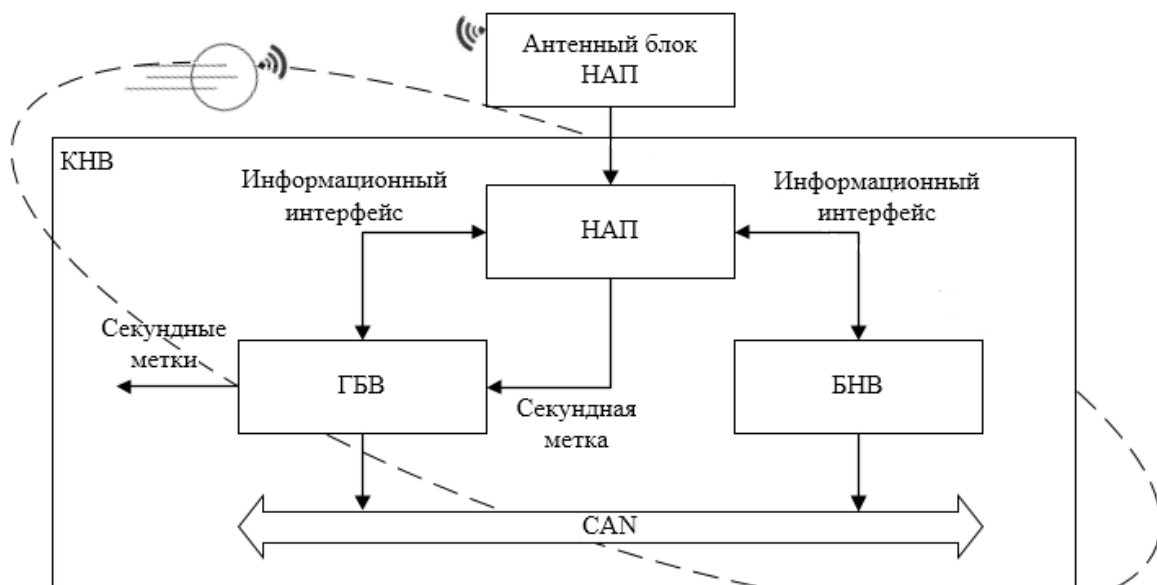 Антенный блок
НАП
КНВ
Информационный
интерфейс
НАП
Информационный
интерфейс
Секундные
метки
ГБВ
Секундная
метка
БНВ
CAN